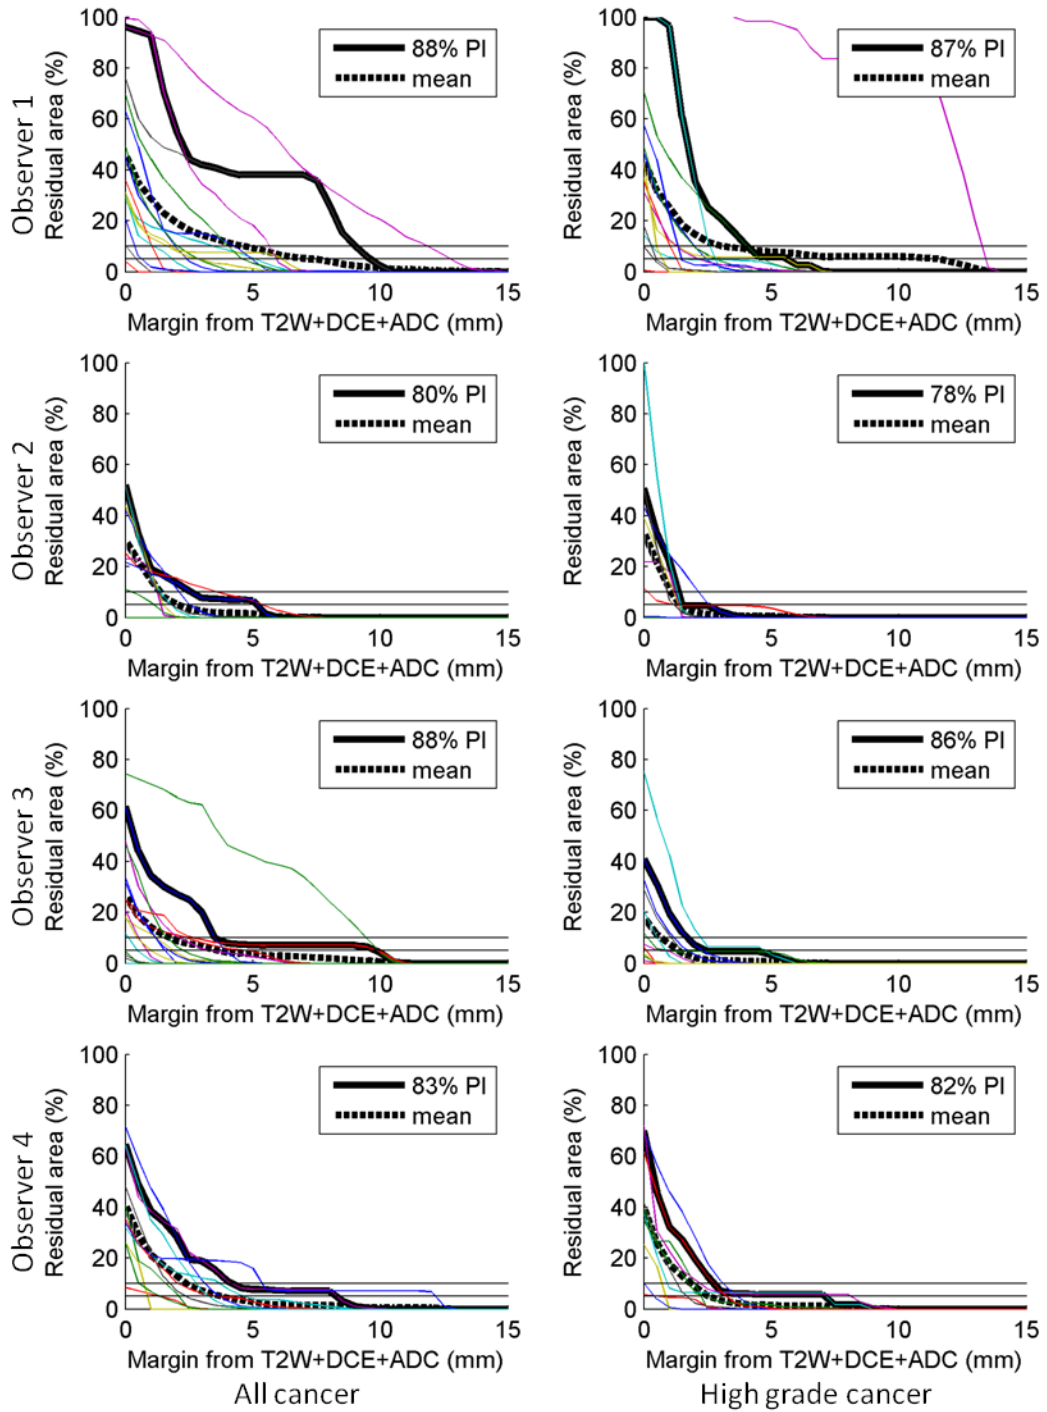 Observer 1
Residual area (%)
100
80
60
40
20
0
88% PI
mean
0 5 10 15
Margin from T2W+DCE+ADC (mm)
Residual area (%)
100
80
60
40
20
0
87% PI
mean
0 5 10 15
Margin from T2W+DCE+ADC (mm)
Observer 2
Residual area (%)
100
80
60
40
20
0
80% PI
mean
0 5 10 15
Margin from T2W+DCE+ADC (mm)
Residual area (%)
100
80
60
40
20
0
78% PI
mean
0 5 10 15
Margin from T2W+DCE+ADC (mm)
Observer 3
Residual area (%)
100
80
60
40
20
0
88% PI
mean
0 5 10 15
Margin from T2W+DCE+ADC (mm)
Residual area (%)
100
80
60
40
20
0
86% PI
mean
0 5 10 15
Margin from T2W+DCE+ADC (mm)
Observer 4
Residual area (%)
100
80
60
40
20
0
83% PI
mean
0 5 10 15
Margin from T2W+DCE+ADC (mm)
All cancer
Residual area (%)
100
80
60
40
20
0
82% PI
mean
0 5 10 15
Margin from T2W+DCE+ADC (mm)
High grade cancer